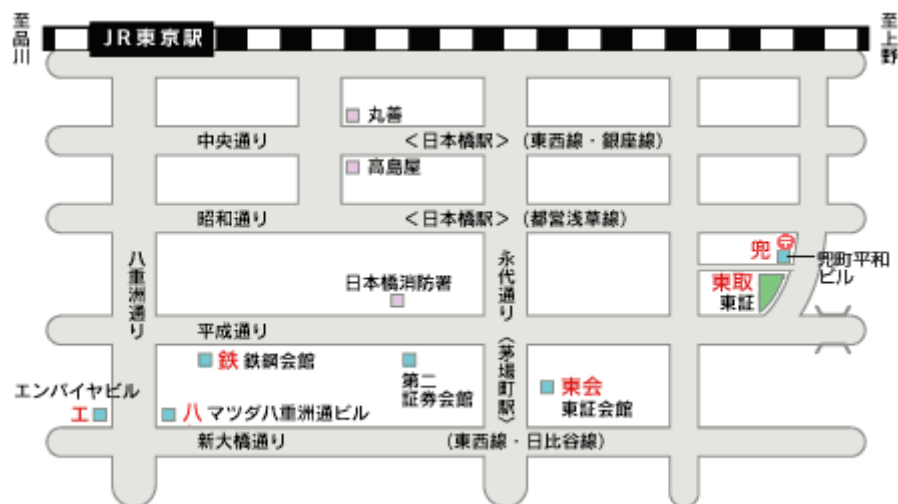 至品川
JR東京駅
至上野
丸善
中央通り
＜日本橋駅＞
（東西線・銀座線）
高島屋
昭和通り
＜日本橋駅＞
（都営浅草線）
八重洲通り
永代通り
兜
〒
兜町平和
ビル
日本橋消防署
東取
東証
平成通り
〈茅場町駅〉
鉄 鉄鋼会館
第二
証券会館
東会
東証会館
エンパイヤビル
エ
八 マツダ八重洲通ビル
新大橋通り
（東西線・日比谷線）